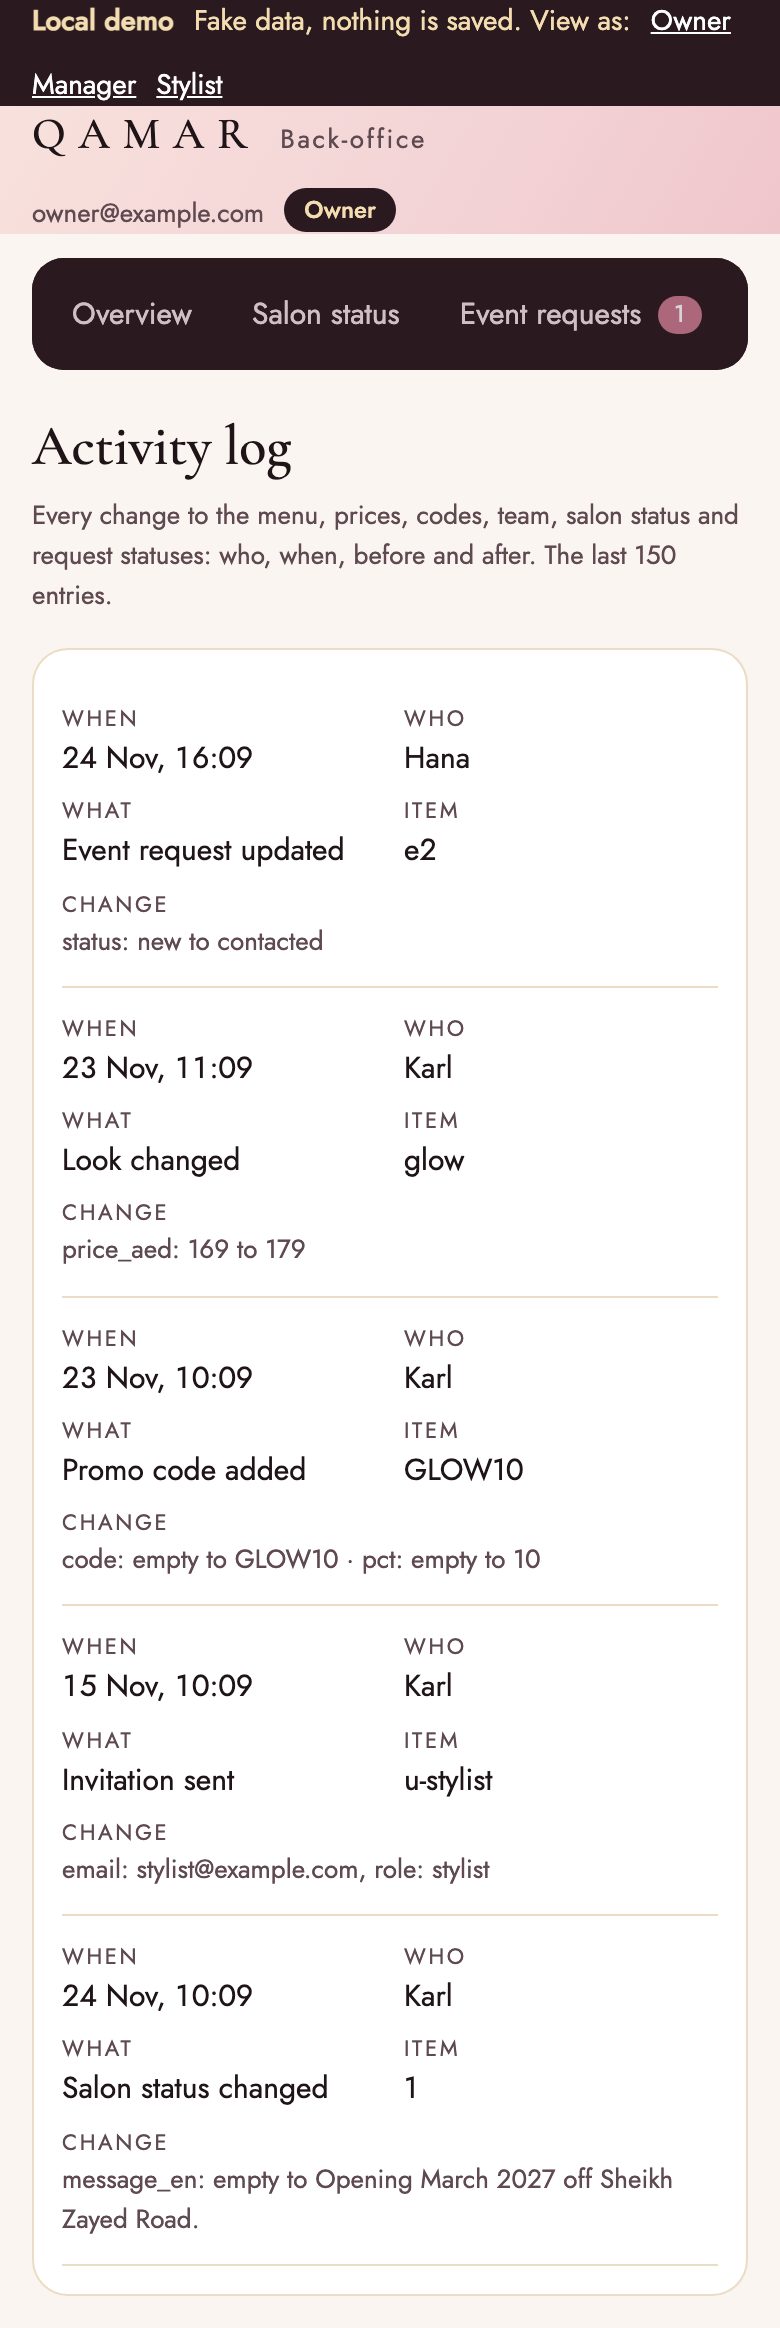 Local demo Fake data, nothing is saved. View as: Owner
Manager Stylist
QAMAR Back-office
owner@example.com Owner
Overview Salon status Event requests 1
Activity log
Every change to the menu, prices, codes, team, salon status and
request statuses: who, when, before and after. The last 150
entries.
WHEN WHO
24 Nov, 16:09 Hana
WHAT ITEM
Event request updated e2
CHANGE
status: new to contacted
WHEN WHO
23 Nov, 11:09 Karl
WHAT ITEM
Look changed glow
CHANGE
price_aed: 169 to 179
WHEN WHO
23 Nov, 10:09 Karl
WHAT ITEM
Promo code added GLOW10
CHANGE
code: empty to GLOW10 · pct: empty to 10
WHEN WHO
15 Nov, 10:09 Karl
WHAT ITEM
Invitation sent u-stylist
CHANGE
email: stylist@example.com, role: stylist
WHEN WHO
24 Nov, 10:09 Karl
WHAT ITEM
Salon status changed 1
CHANGE
message_en: empty to Opening March 2027 off Sheikh
Zayed Road.